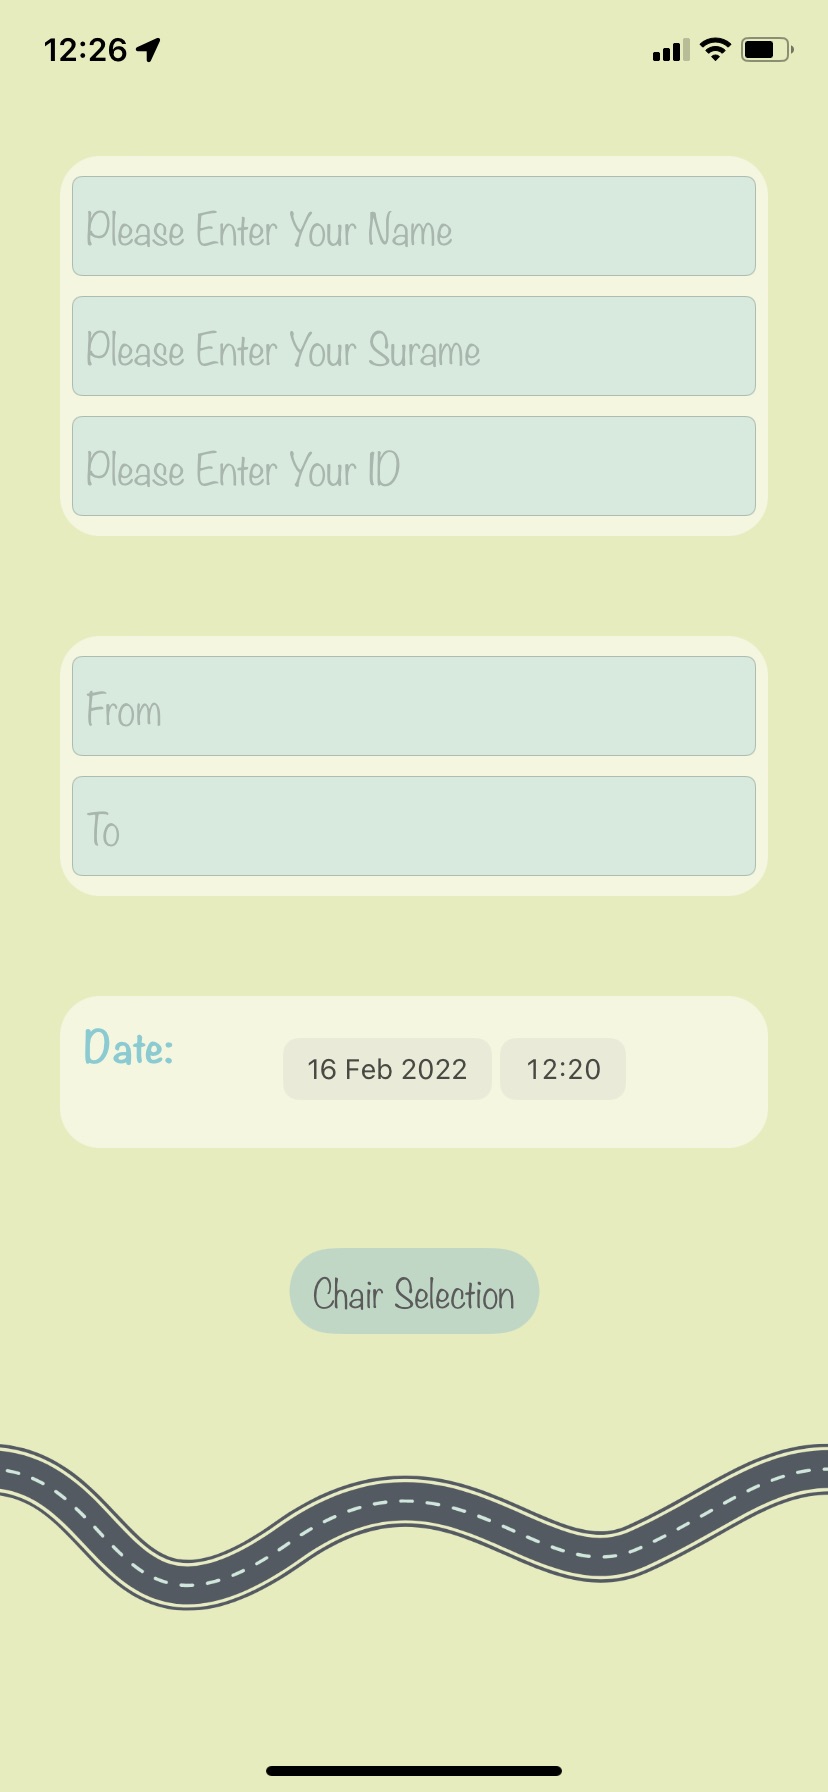 12:26
Please Enter Your Name
Please Enter Your Surame
Please Enter Your ID
From
To
Date:
16 Feb 2022 12:20
Chair Selection